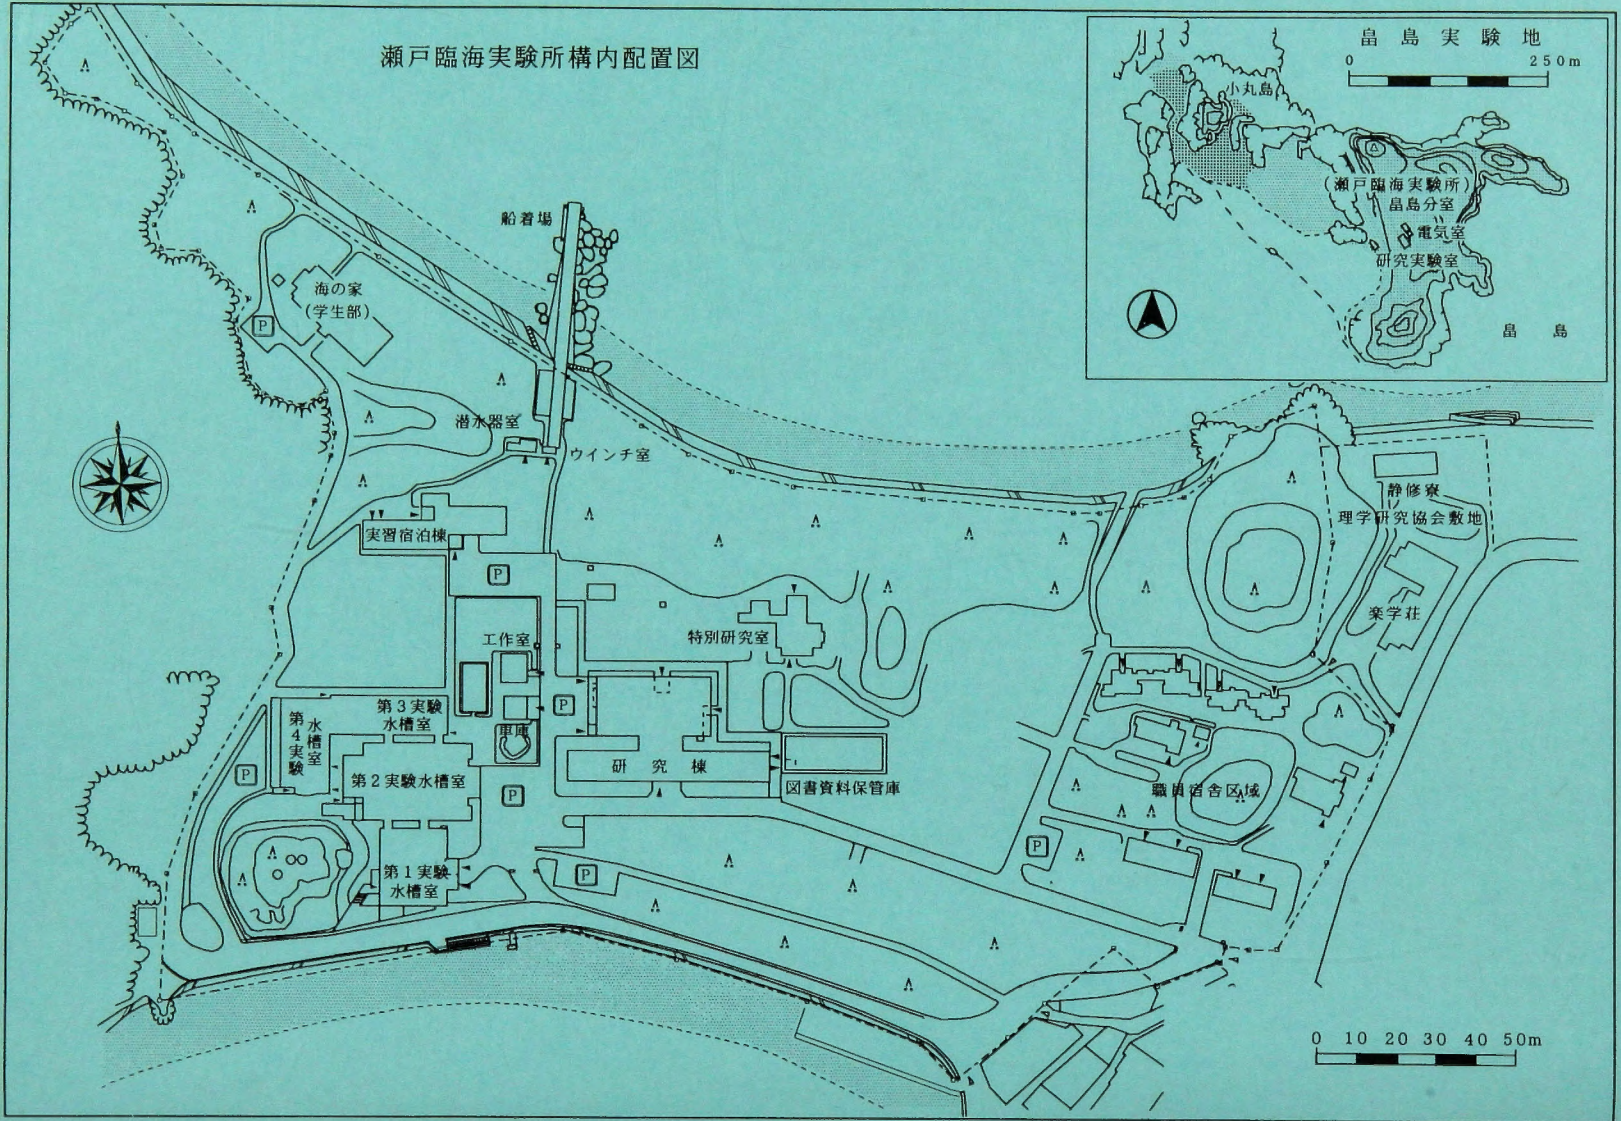 瀬戸臨海実験所構内配置図
畠島実験地
0 250m
小丸島
(瀬戸臨海実験所)
畠島分室
電気室
研究実験室
畠島
船着場
海の家
(学生部)
P
潜水器室
ウインチ室
静修寮
理学研究協会敷地
実習宿泊棟
P
楽学荘
工作室
特別研究室
第3実験
水槽室
P
車庫
第4実験
水槽室
研究棟
P
第2実験水槽室
P
図書資料保管庫
職員宿舎区域
P
第1実験
水槽室
P
0 10 20 30 40 50m